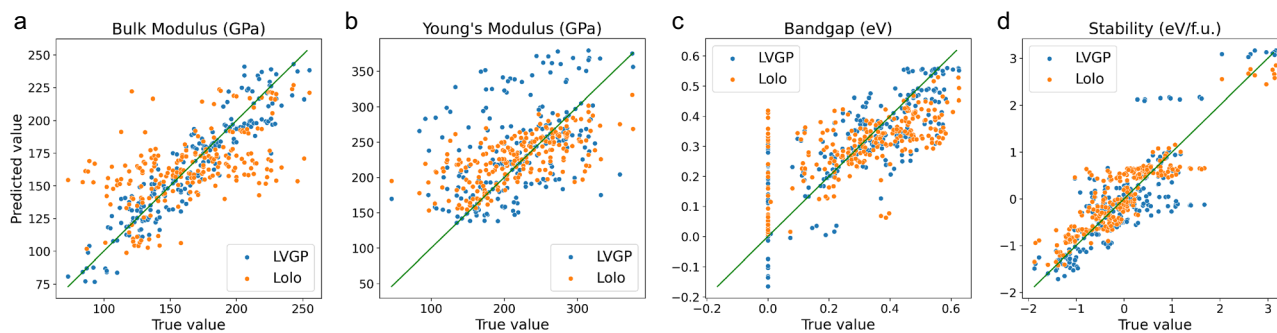 a
Bulk Modulus (GPa)
Predicted value
250
225
200
175
150
125
100
75
LVGP
Lolo
100 150 200 250
True value
b
Young's Modulus (GPa)
350
300
250
200
150
100
50
LVGP
Lolo
100 200 300
True value
c
Bandgap (eV)
LVGP
Lolo
0.6
0.5
0.4
0.3
0.2
0.1
0.0
−0.1
−0.2
−0.2 0.0 0.2 0.4 0.6
True value
d
Stability (eV/f.u.)
LVGP
Lolo
3
2
1
0
−1
−2
−2 −1 0 1 2 3
True value